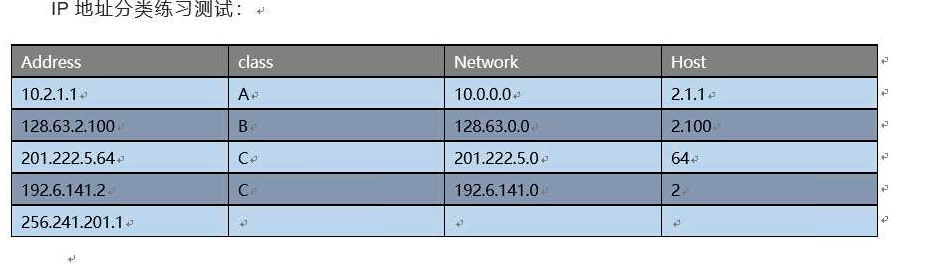 IP 地址分类练习测试：
Address class Network Host
10.2.1.1 A 10.0.0.0 2.1.1
128.63.2.100 B 128.63.0.0 2.100
201.222.5.64 C 201.222.5.0 64
192.6.141.2 C 192.6.141.0 2
256.241.201.1